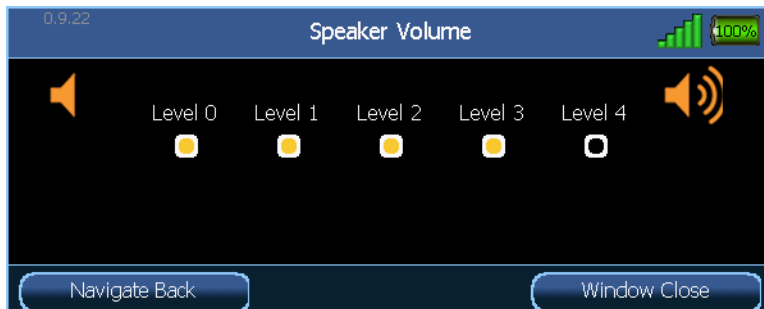 0.9.22
Speaker Volume
100%
Level 0 Level 1 Level 2 Level 3 Level 4
Navigate Back Window Close